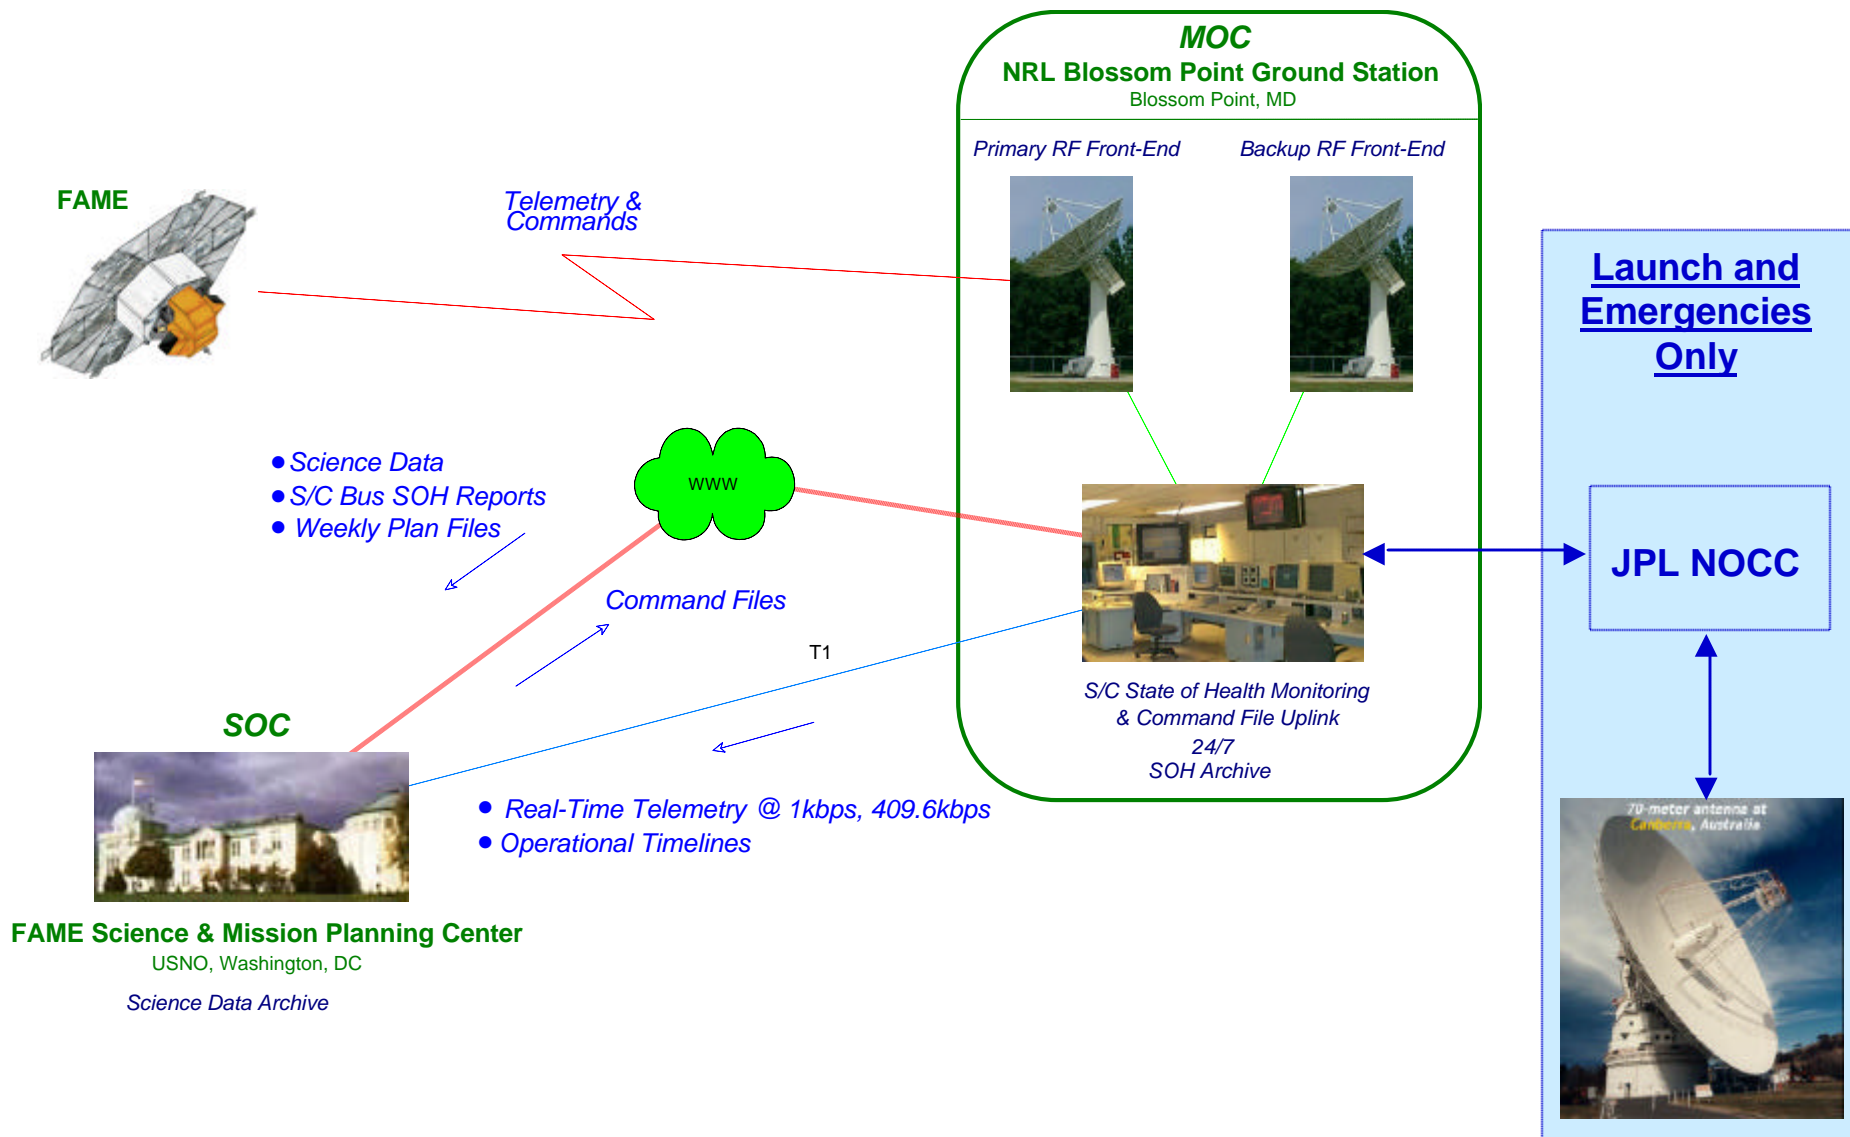 MOC
NRL Blossom Point Ground Station
Blossom Point, MD
Primary RF Front-End
Backup RF Front-End
FAME
Telemetry &
Commands
Launch and
Emergencies
Only
● Science Data
● S/C Bus SOH Reports
● Weekly Plan Files
www
JPL NOCC
Command Files
T1
S/C State of Health Monitoring
& Command File Uplink
24/7
SOH Archive
SOC
● Real-Time Telemetry @ 1kbps, 409.6kbps
● Operational Timelines
70-meter antenna at
Canberra, Australia
FAME Science & Mission Planning Center
USNO, Washington, DC
Science Data Archive